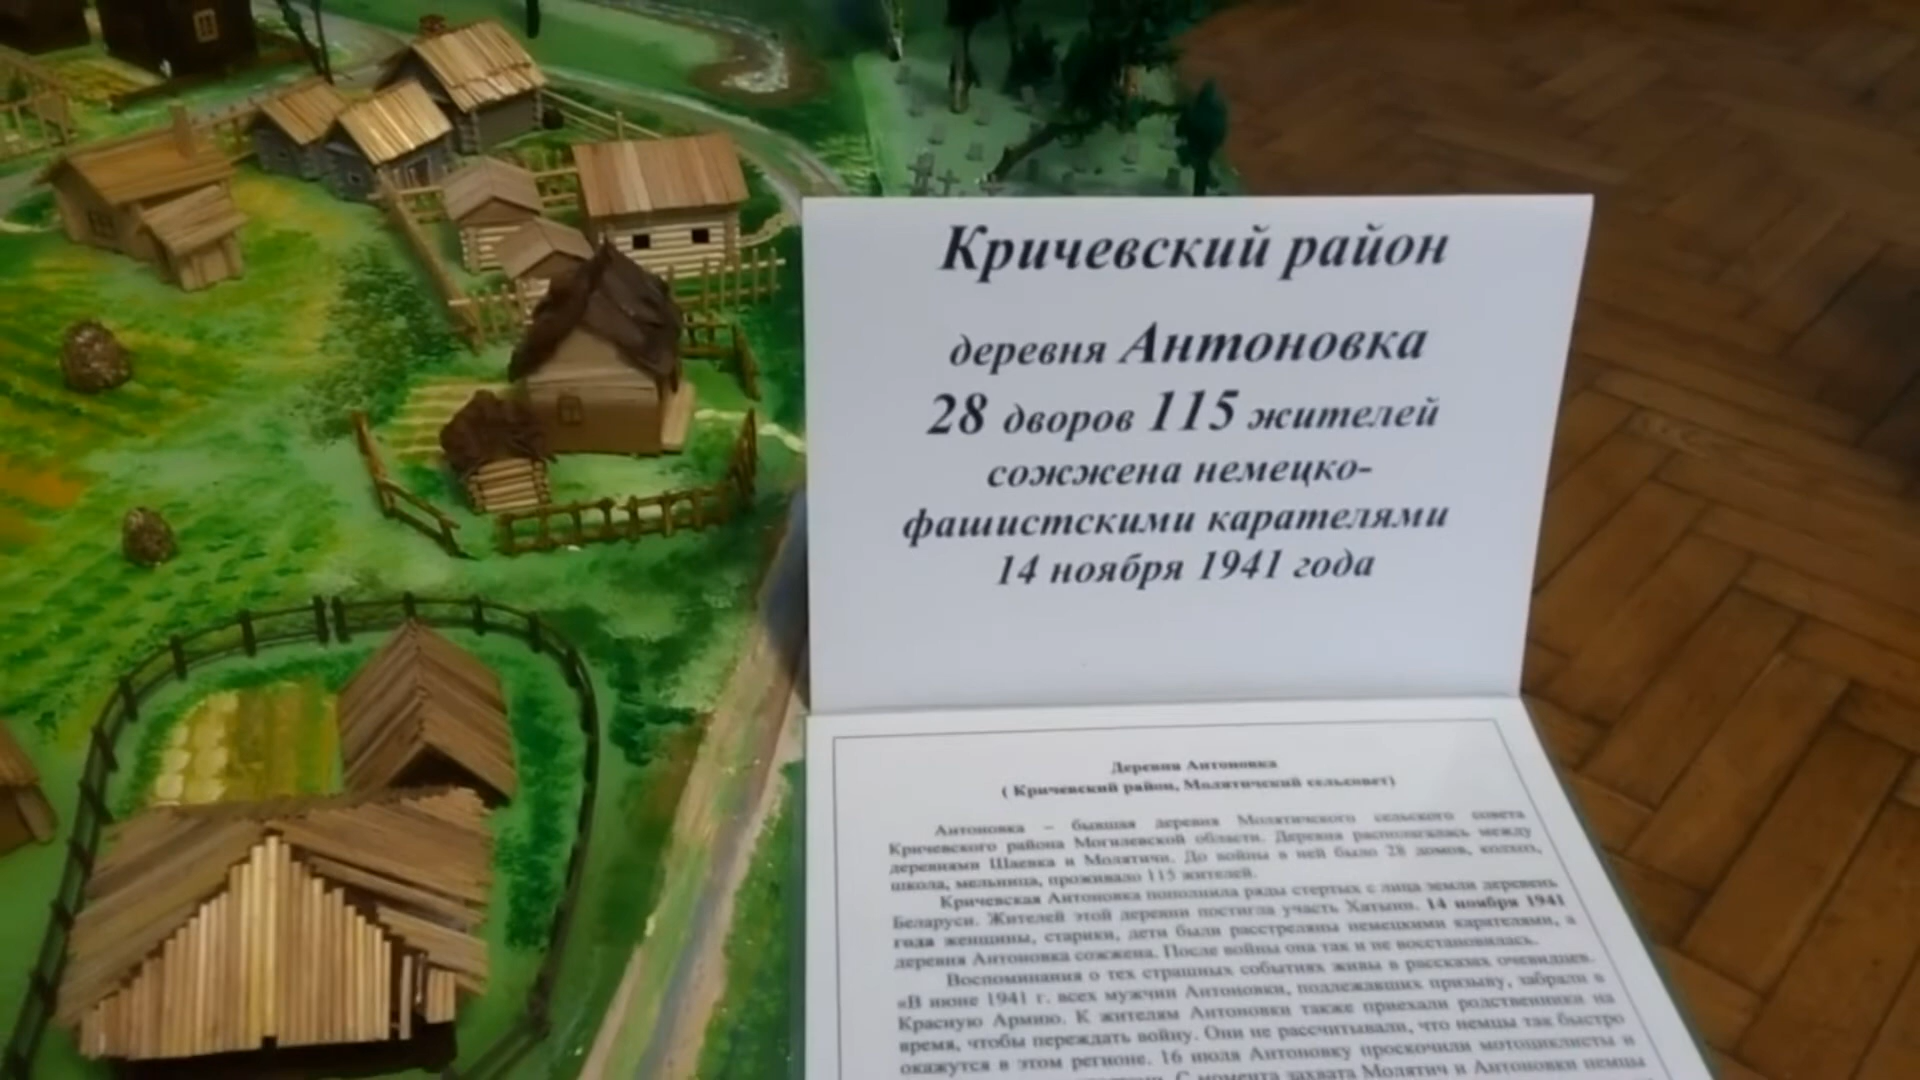 Кричевский район
деревня Антоновка
28 дворов 115 жителей
сожжена немецко-
фашистскими карателями
14 ноября 1941 года
Деревня Антоновка
( Кричевский район, Молятичский сельсовет)
Антоновка – бывшая деревня Молятичского сельского совета
Кричевского района Могилевской области. Деревня располагалась между
деревнями Шаевка и Молятичи. До войны в ней было 28 домов, колхоз,
школа, мельница, проживало 115 жителей.
Кричевская Антоновка пополнила ряды стертых с лица земли деревень
Беларуси. Жителей этой деревни постигла участь Хатыни. 14 ноября 1941
года женщины, старики, дети были расстреляны немецкими карателями, а
деревня Антоновка сожжена. После войны она так и не восстановилась.
Воспоминания о тех страшных событиях живы в рассказах очевидцев.
«В июне 1941 г. всех мужчин Антоновки, подлежавших призыву, забрали в
Красную Армию. К жителям Антоновки также приехали родственники на
время, чтобы переждать войну. Они не рассчитывали, что немцы так быстро
окажутся в этом регионе. 16 июля Антоновку проскочили мотоциклисты и
С момента захвата Молятич и Антоновки немцы